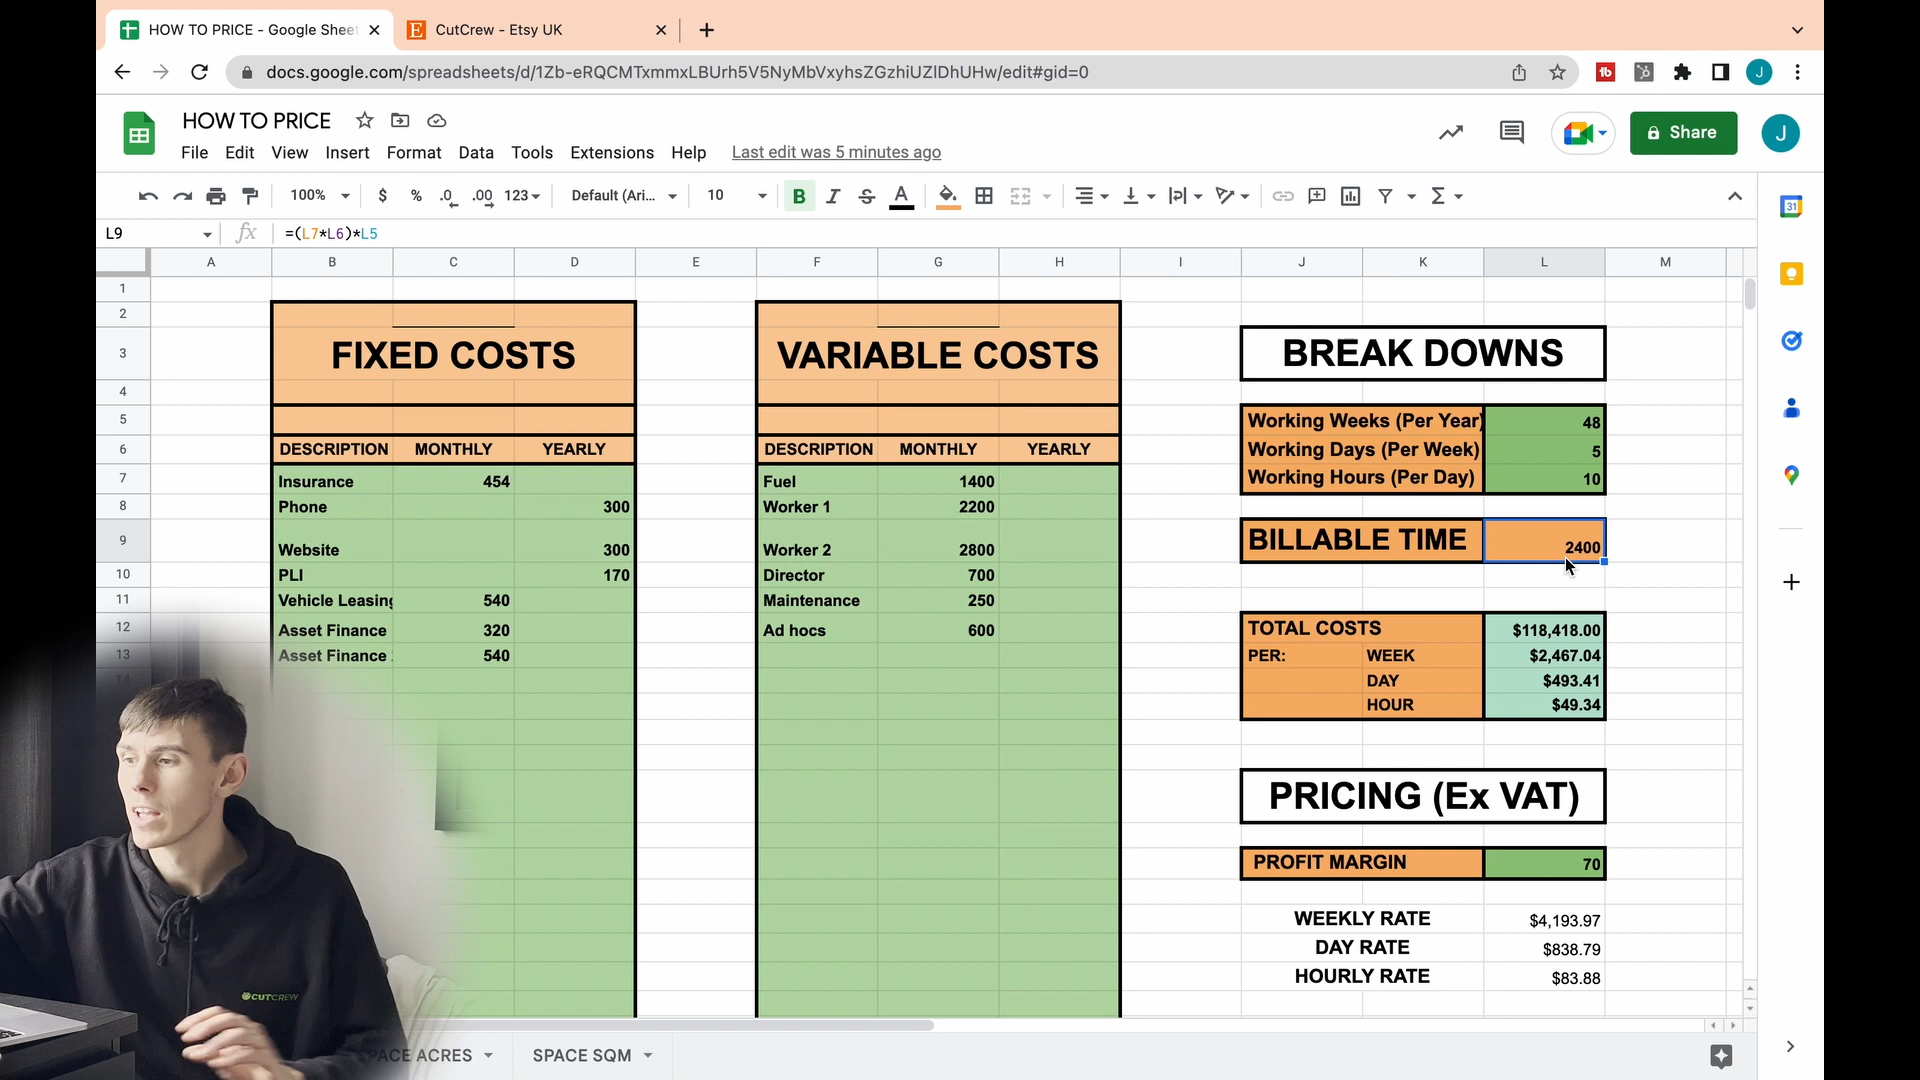 HOW TO PRICE - Google Sheet
CutCrew - Etsy UK
docs.google.com/spreadsheets/d/1Zb-eRQCMTxmmxLBUrh5V5NyMbVxyhsZGzhiUZIDhUHw/edit#gid=0
tb
J
HOW TO PRICE
Share
J
File Edit View Insert Format Data Tools Extensions Help Last edit was 5 minutes ago
100% $ % .0 .00 123 Default (Ari... 10 B I S A
31
L9 fx =(L7*L6)*L5
A B C D E F G H I J K L M
1
2
3 FIXED COSTS VARIABLE COSTS BREAK DOWNS
4
5 Working Weeks (Per Year) 48
6 DESCRIPTION MONTHLY YEARLY DESCRIPTION MONTHLY YEARLY Working Days (Per Week) 5
7 Insurance 454 Fuel 1400 Working Hours (Per Day) 10
8 Phone 300 Worker 1 2200
9 Website 300 Worker 2 2800 BILLABLE TIME 2400
10 PLI 170 Director 700
11 Vehicle Leasing 540 Maintenance 250
12 Asset Finance 320 Ad hocs 600 TOTAL COSTS $118,418.00
13 Asset Finance 540 PER: WEEK $2,467.04
14 DAY $493.41
HOUR $49.34
PRICING (Ex VAT)
PROFIT MARGIN 70
WEEKLY RATE $4,193.97
DAY RATE $838.79
HOURLY RATE $83.88
CUTCREW
PACE ACRES SPACE SQM